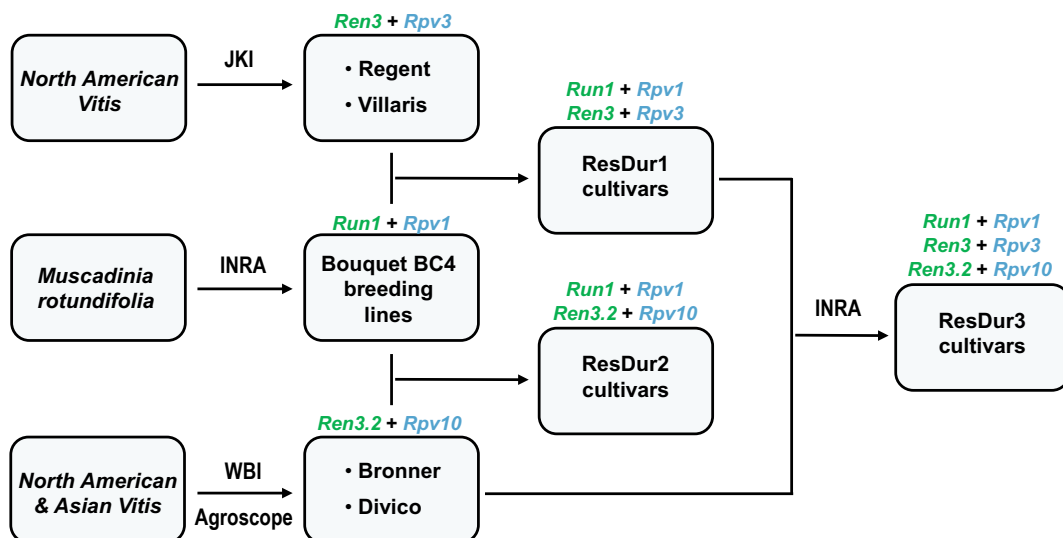 Ren3 + Rpv3
North American
Vitis
JKI
• Regent
• Villaris
Run1 + Rpv1
Ren3 + Rpv3
ResDur1
cultivars
Run1 + Rpv1
Muscadinia
rotundifolia
INRA
Bouquet BC4
breeding
lines
Run1 + Rpv1
Ren3.2 + Rpv10
ResDur2
cultivars
Run1 + Rpv1
Ren3 + Rpv3
Ren3.2 + Rpv10
INRA
ResDur3
cultivars
Ren3.2 + Rpv10
North American
& Asian Vitis
WBI
Agroscope
• Bronner
• Divico